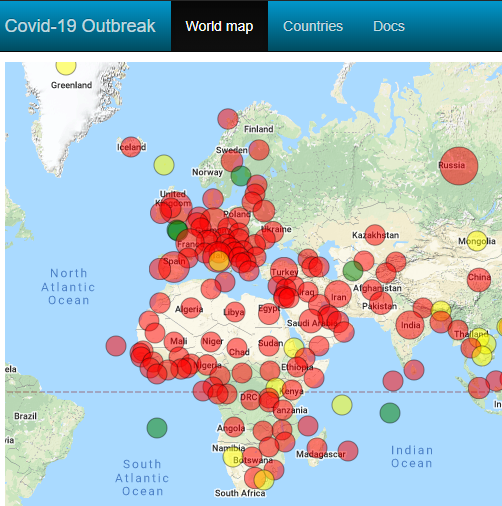 Covid-19 Outbreak World map Countries Docs
Greenland
Iceland
Finland
Sweden
Norway
Russia
United
Kingdom
Poland
Ukraine
France
Kazakhstan
Mongolia
Spain
North
Atlantic
Ocean
Turkey
China
Afghanistan
Iraq
Iran
Pakistan
Algeria
Libya
Egypt
Saudi Arabia
India
Thailand
Mali
Niger
Chad
Sudan
Nigeria
Ethiopia
ela
DRC
Kenya
Tanzania
Brazil
In
Angola
via
Namibia
Botswana
Madagascar
Indian
Ocean
South
Atlantic
Ocean
South Africa